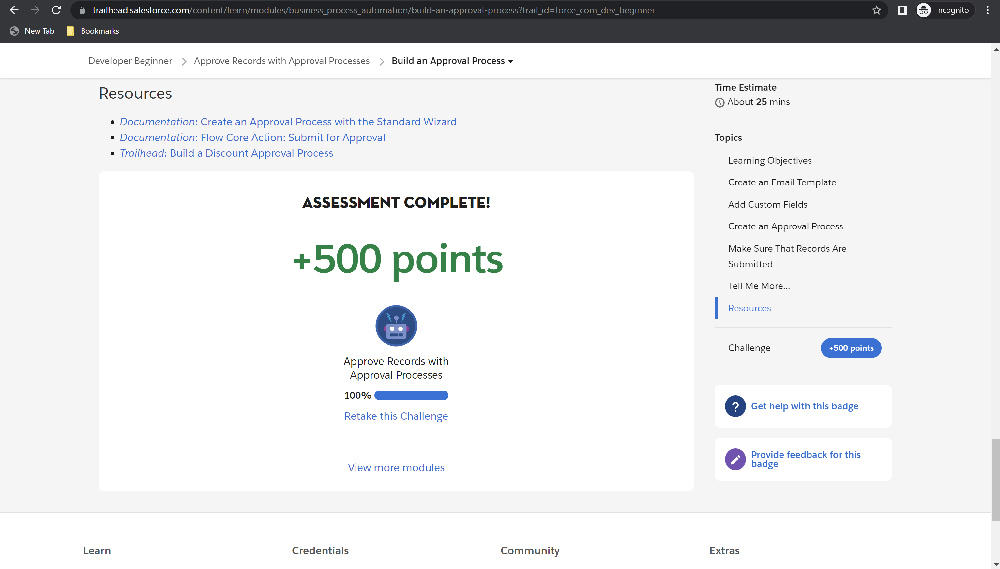 trailhead.salesforce.com/content/learn/modules/business_process_automation/build-an-approval-process?trail_id=force_com_dev_beginner
Incognito
New Tab
Bookmarks
Developer Beginner
Approve Records with Approval Processes
Build an Approval Process
Resources
Documentation: Create an Approval Process with the Standard Wizard
Documentation: Flow Core Action: Submit for Approval
Trailhead: Build a Discount Approval Process
ASSESSMENT COMPLETE!
+500 points
Approve Records with
Approval Processes
100%
Retake this Challenge
View more modules
Time Estimate
About 25 mins
Topics
Learning Objectives
Create an Email Template
Add Custom Fields
Create an Approval Process
Make Sure That Records Are
Submitted
Tell Me More...
Resources
Challenge
+500 points
? Get help with this badge
Provide feedback for this
badge
Learn
Credentials
Community
Extras